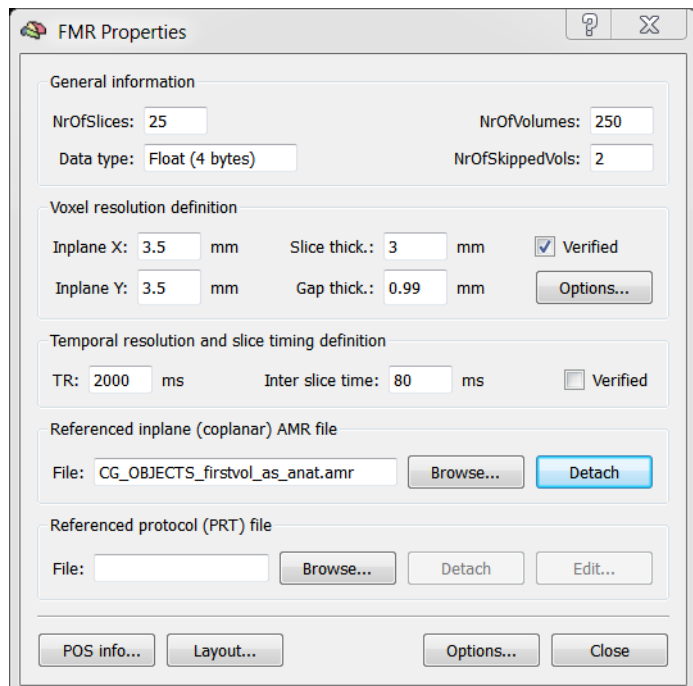 FMR Properties
General information
NrOfSlices: 25 NrOfVolumes: 250
Data type: Float (4 bytes) NrOfSkippedVols: 2
Voxel resolution definition
Inplane X: 3.5 mm Slice thick.: 3 mm Verified
Inplane Y: 3.5 mm Gap thick.: 0.99 mm Options...
Temporal resolution and slice timing definition
TR: 2000 ms Inter slice time: 80 ms Verified
Referenced inplane (coplanar) AMR file
File: CG_OBJECTS_firstvol_as_anat.amr Browse... Detach
Referenced protocol (PRT) file
File: Browse... Detach Edit...
POS info... Layout... Options... Close